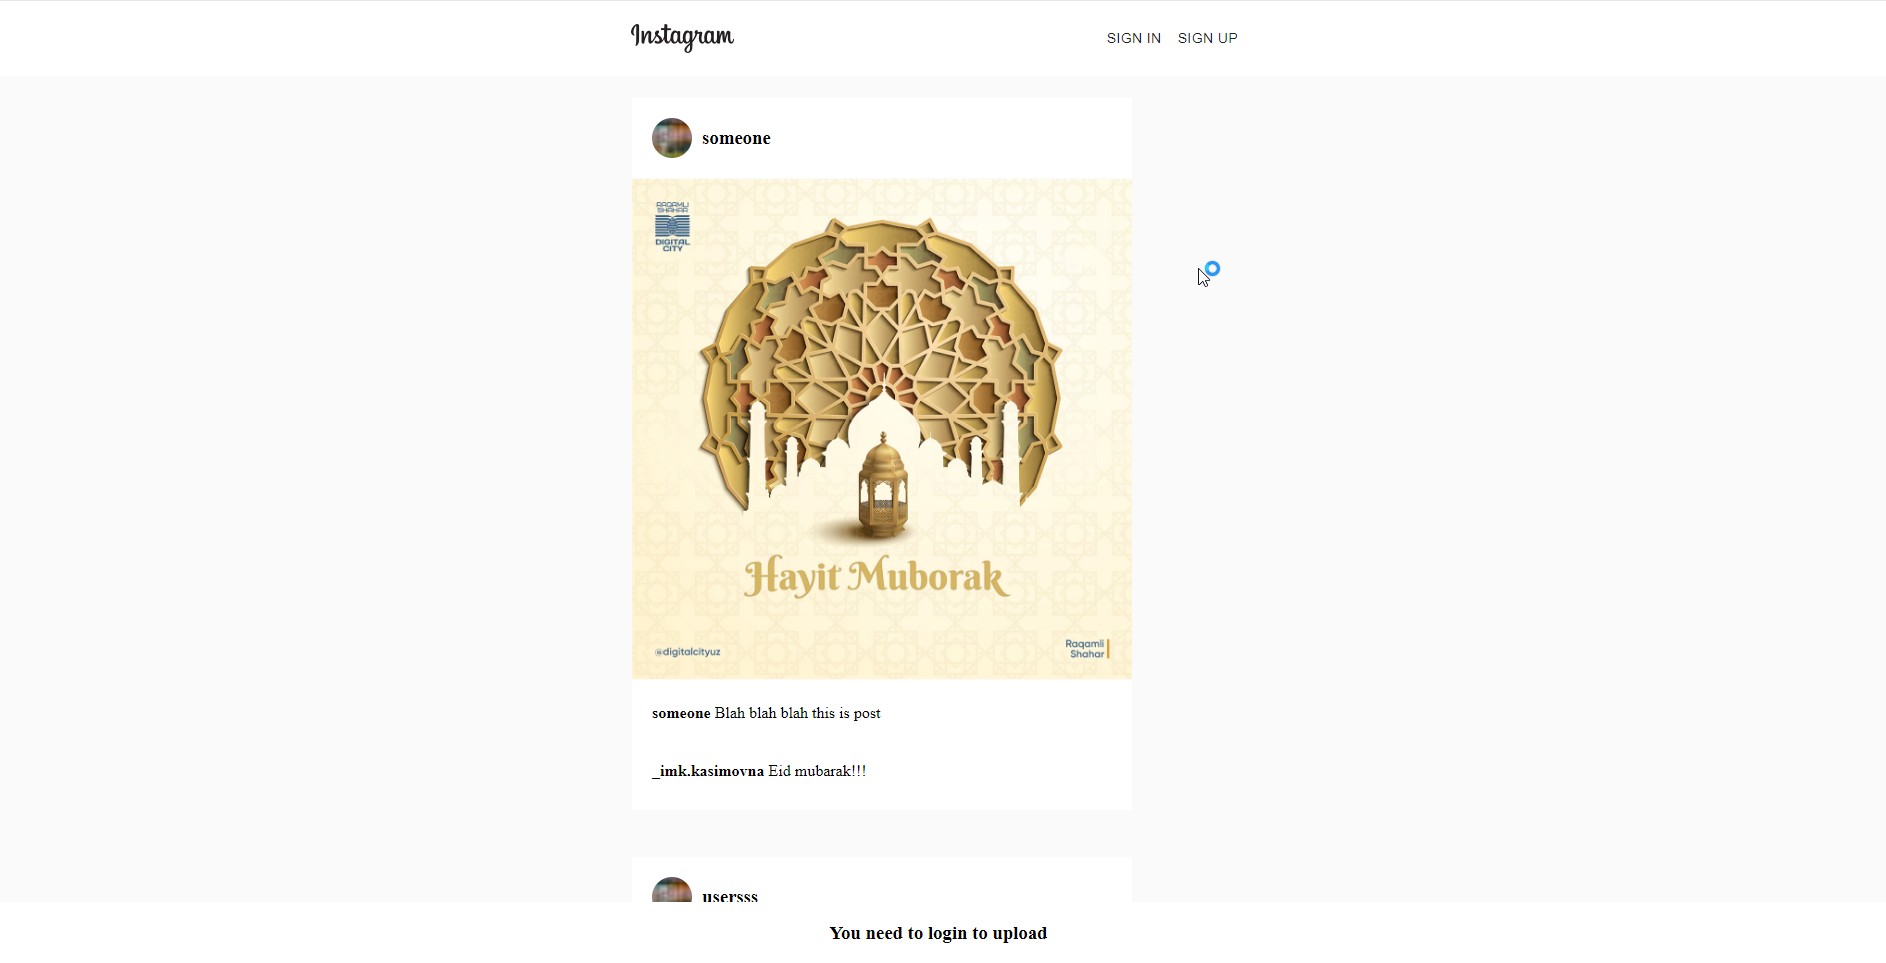 Instagram
SIGN IN SIGN UP
someone
RAQAMLI
SHAHAR
DIGITAL
CITY
Hayit Muborak
@digitalcityuz
Raqamli
Shahar
someone Blah blah blah this is post
_imk.kasimovna Eid mubarak!!!
usersss
You need to login to upload